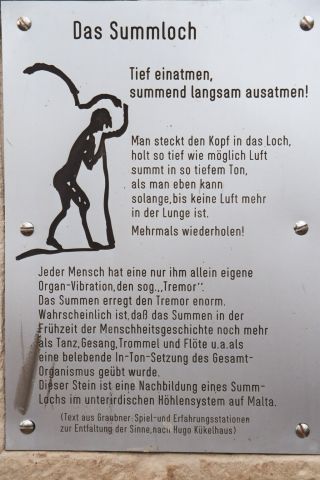 Das Summloch
Tief einatmen,
summend langsam ausatmen!
Man steckt den Kopf in das Loch,
holt so tief wie möglich Luft
summt in so tiefem Ton,
als man eben kann
solange,bis keine Luft mehr
in der Lunge ist.
Mehrmals wiederholen!
Jeder Mensch hat eine nur ihm allein eigene
Organ-Vibration, den sog.„Tremor".
Das Summen erregt den Tremor enorm.
Wahrscheinlich ist, daß das Summen in der
Frühzeit der Menschheitsgeschichte noch mehr
als Tanz,Gesang,Trommel und Flöte u.a.als
eine belebende In-Ton-Setzung des Gesamt-
Organismus geübt wurde.
Dieser Stein ist eine Nachbildung eines Summ-
Lochs im unterirdischen Höhlensystem auf Malta.
(Text aus Graubner: Spiel-und Erfahrungsstationen
zur Entfaltung der Sinne,nach Hugo Kükelhaus)